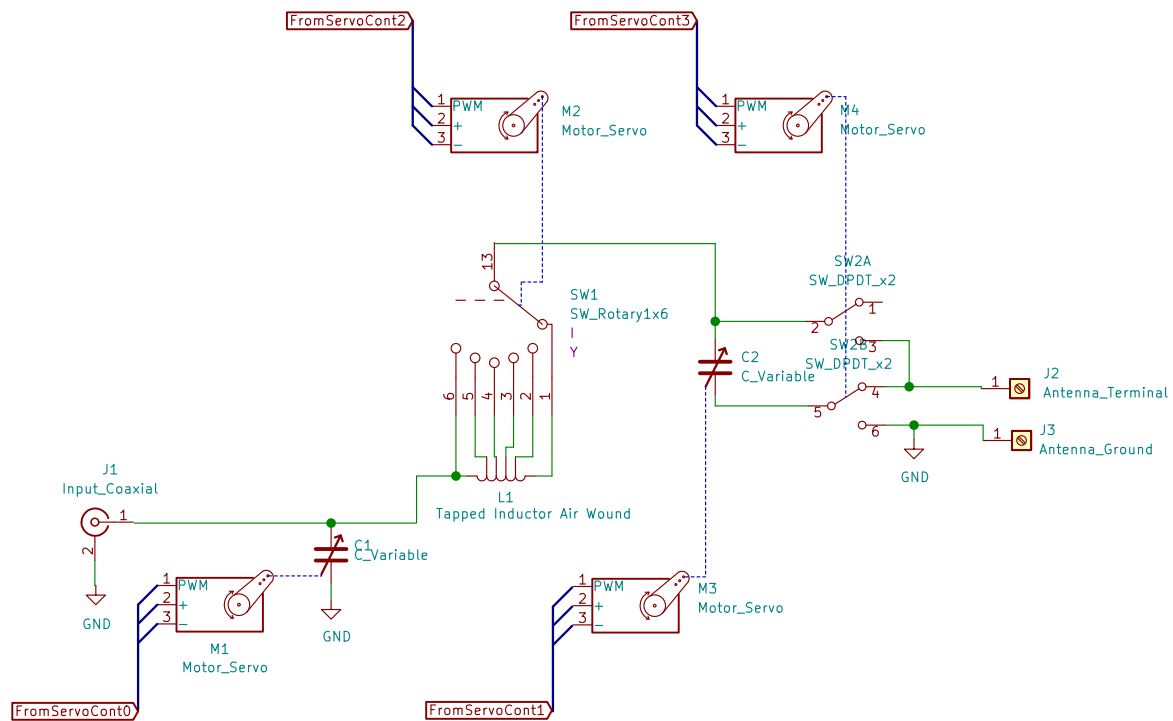 FromServoCont2
FromServoCont3
1
PWM
2
+
3
−
M2
Motor_Servo
1
PWM
2
+
3
−
M4
Motor_Servo
13
SW1
SW_Rotary1x6
I
Y
6
5
4
3
2
1
SW2A
SW_DPDT_x2
1
2
3
SW2B
SW_DPDT_x2
4
5
6
C2
C_Variable
1
J2
Antenna_Terminal
1
J3
Antenna_Ground
GND
L1
Tapped Inductor Air Wound
J1
Input_Coaxial
1
2
GND
C1
C_Variable
GND
1
PWM
2
+
3
−
M1
Motor_Servo
FromServoCont0
1
PWM
2
+
3
−
M3
Motor_Servo
FromServoCont1